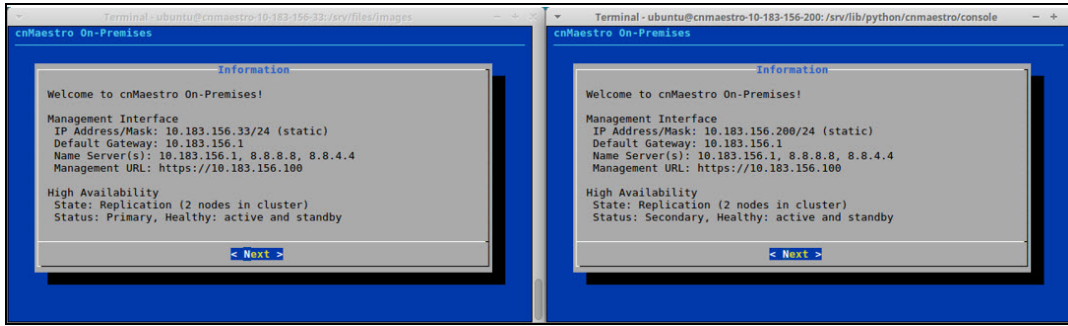 Terminal - ubuntu@cnmaestro-10-183-156-33: /srv/files/images
cnMaestro On-Premises
Information
Welcome to cnMaestro On-Premises!
Management Interface
IP Address/Mask: 10.183.156.33/24 (static)
Default Gateway: 10.183.156.1
Name Server(s): 10.183.156.1, 8.8.8.8, 8.8.4.4
Management URL: https://10.183.156.100
High Availability
State: Replication (2 nodes in cluster)
Status: Primary, Healthy: active and standby
< Next >
Terminal - ubuntu@cnmaestro-10-183-156-200: /srv/lib/python/cnmaestro/console
cnMaestro On-Premises
Information
Welcome to cnMaestro On-Premises!
Management Interface
IP Address/Mask: 10.183.156.200/24 (static)
Default Gateway: 10.183.156.1
Name Server(s): 10.183.156.1, 8.8.8.8, 8.8.4.4
Management URL: https://10.183.156.100
High Availability
State: Replication (2 nodes in cluster)
Status: Secondary, Healthy: active and standby
< Next >